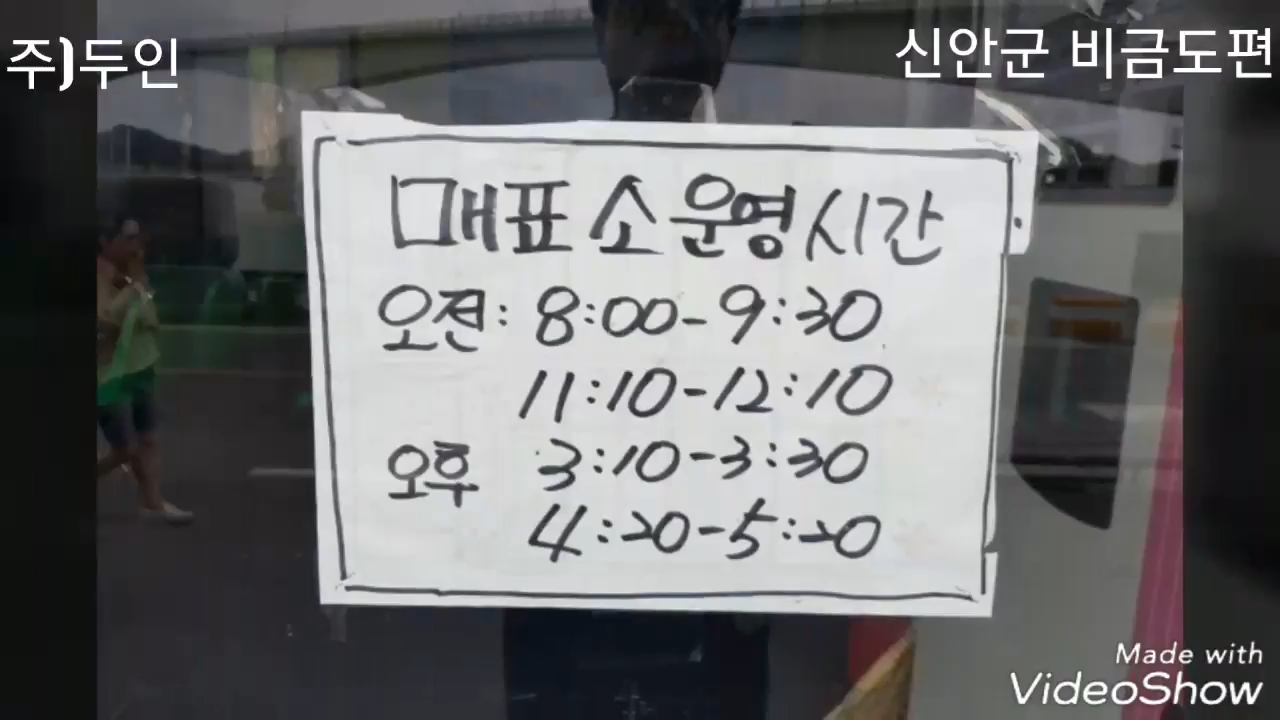 주)두인
신안군 비금도편
매표소 운영시간
오전: 8:00-9:30
11:10-12:10
오후 3:10-3:30
4:20-5:20
Made with
VideoShow